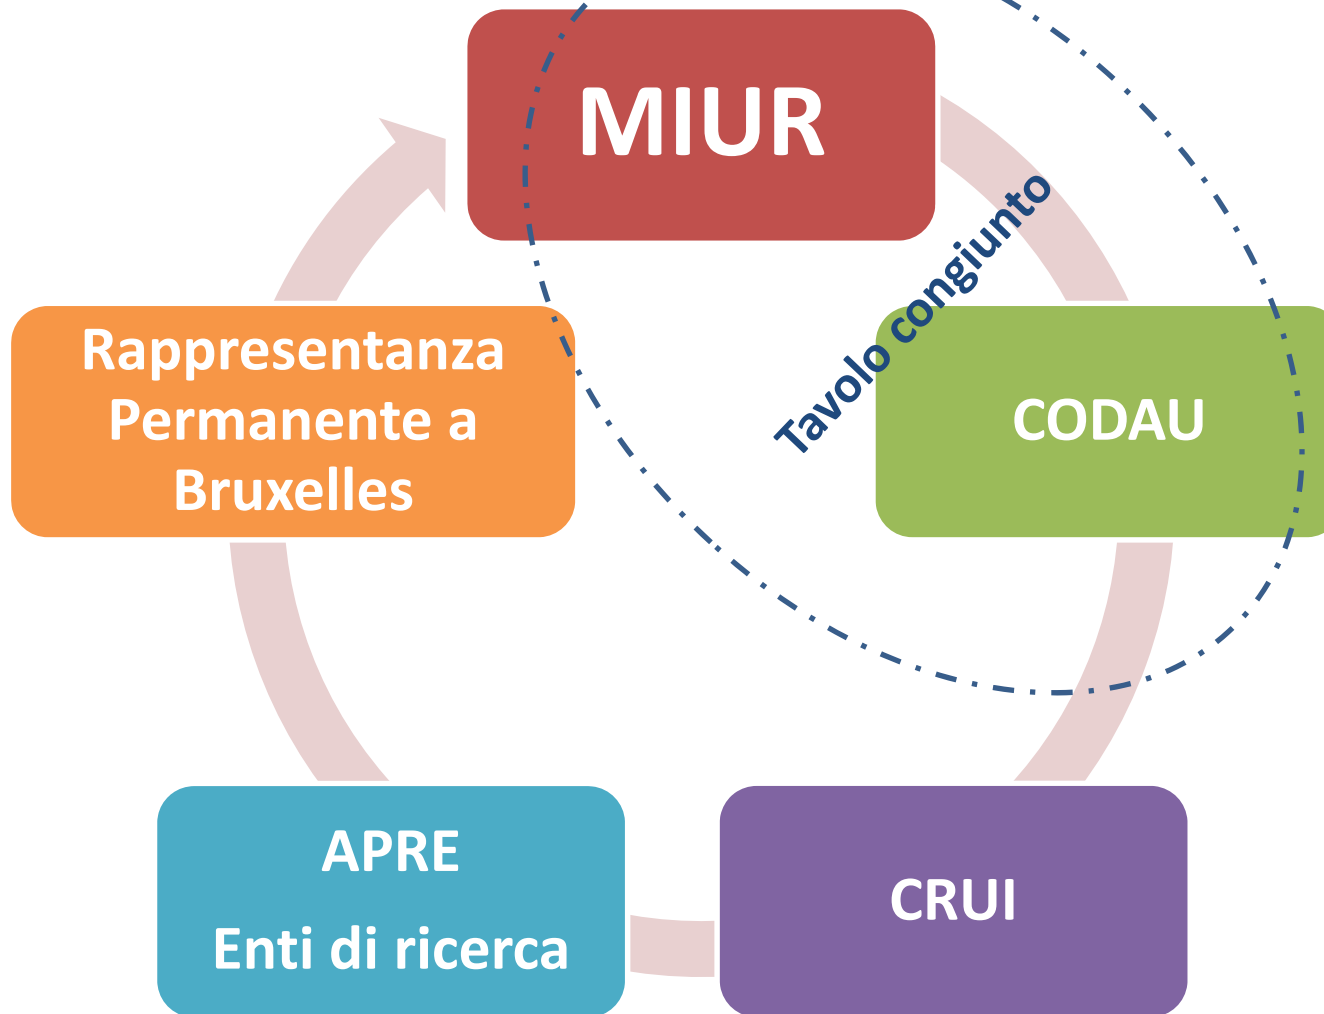 MIUR
Tavolo congiunto
Rappresentanza
Permanente a
Bruxelles
CODAU
APRE
Enti di ricerca
CRUI